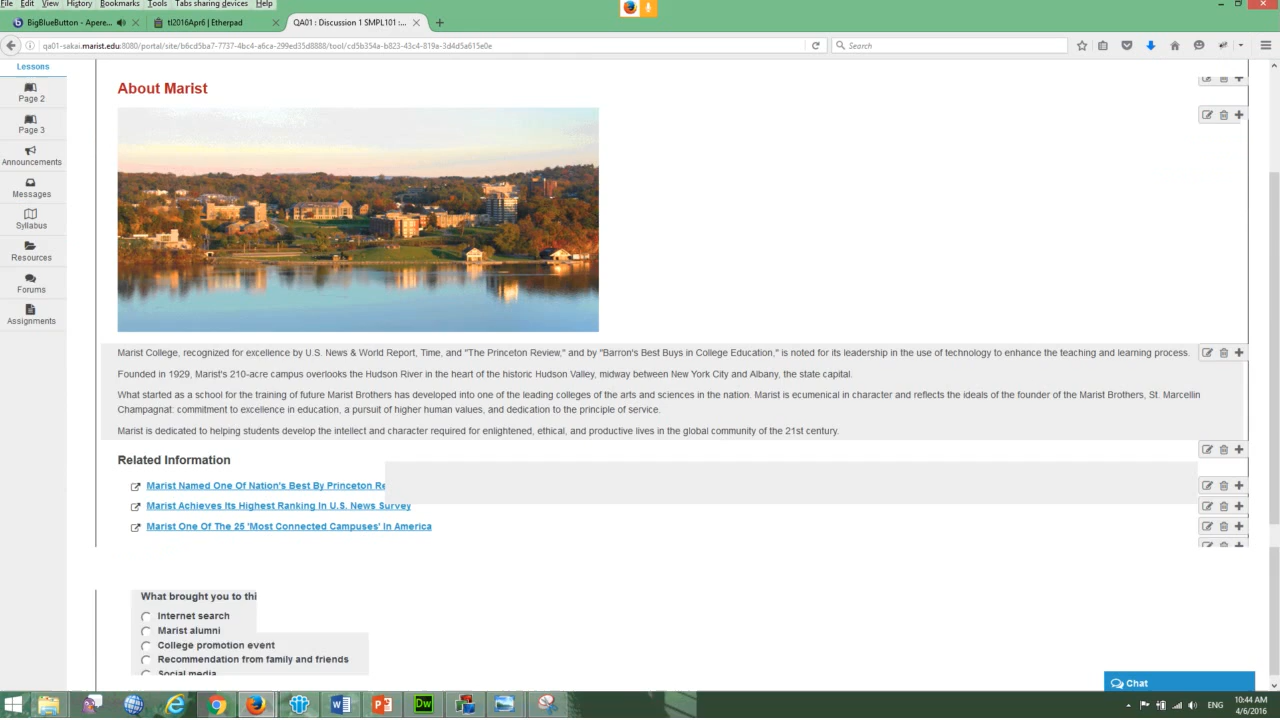 File Edit View History Bookmarks Tools Tabs sharing devices Help
BigBlueButton - Apere... tl2016Apr6 | Etherpad QA01 : Discussion 1 SMPL101 :...
qa01-sakai.marist.edu:8080/portal/site/b6cd5ba7-7737-4bc4-a6ca-299ed35d8888/tool/cd5b354a-b823-43c4-819a-3d4d5a615e0e Search
Lessons
Page 2
Page 3
Announcements
Messages
Syllabus
Resources
Forums
Assignments
About Marist
Marist College, recognized for excellence by U.S. News & World Report, Time, and "The Princeton Review," and by "Barron's Best Buys in College Education," is noted for its leadership in the use of technology to enhance the teaching and learning process.
Founded in 1929, Marist's 210-acre campus overlooks the Hudson River in the heart of the historic Hudson Valley, midway between New York City and Albany, the state capital.
What started as a school for the training of future Marist Brothers has developed into one of the leading colleges of the arts and sciences in the nation. Marist is ecumenical in character and reflects the ideals of the founder of the Marist Brothers, St. Marcellin
Champagnat: commitment to excellence in education, a pursuit of higher human values, and dedication to the principle of service.
Marist is dedicated to helping students develop the intellect and character required for enlightened, ethical, and productive lives in the global community of the 21st century.
Related Information
Marist Named One Of Nation's Best By Princeton Re
Marist Achieves Its Highest Ranking In U.S. News Survey
Marist One Of The 25 'Most Connected Campuses' In America
What brought you to thi
Internet search
Marist alumni
College promotion event
Recommendation from family and friends
Social media
Chat
ENG 10:44 AM
4/6/2016